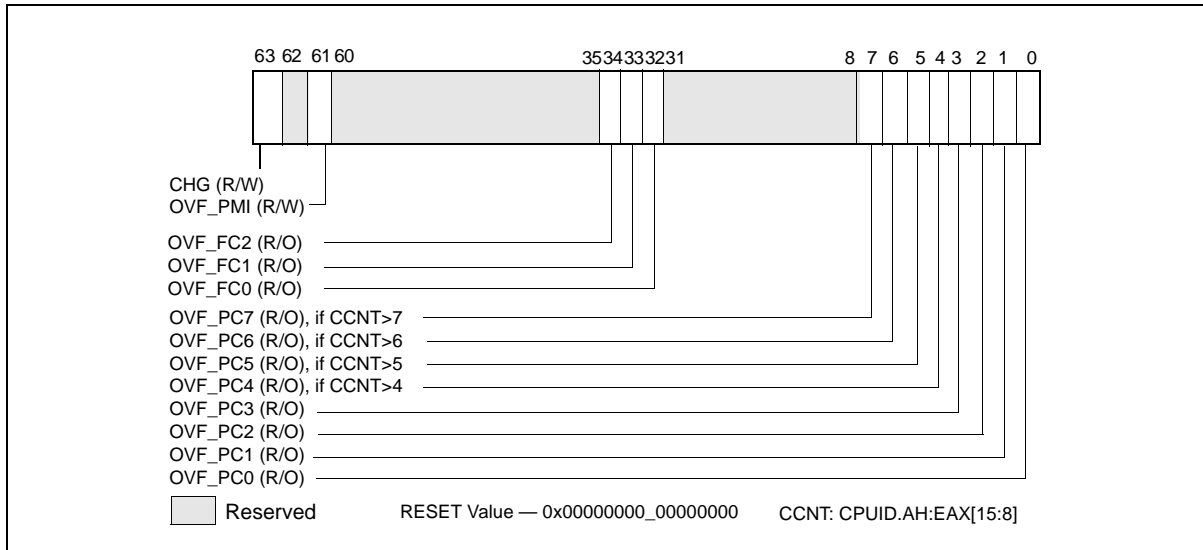 63 62 61 60 35 34 33 32 31 8 7 6 5 4 3 2 1 0
CHG (R/W)
OVF_PMI (R/W)
OVF_FC2 (R/O)
OVF_FC1 (R/O)
OVF_FC0 (R/O)
OVF_PC7 (R/O), if CCNT>7
OVF_PC6 (R/O), if CCNT>6
OVF_PC5 (R/O), if CCNT>5
OVF_PC4 (R/O), if CCNT>4
OVF_PC3 (R/O)
OVF_PC2 (R/O)
OVF_PC1 (R/O)
OVF_PC0 (R/O)
Reserved RESET Value — 0x00000000_00000000 CCNT: CPUID.AH:EAX[15:8]